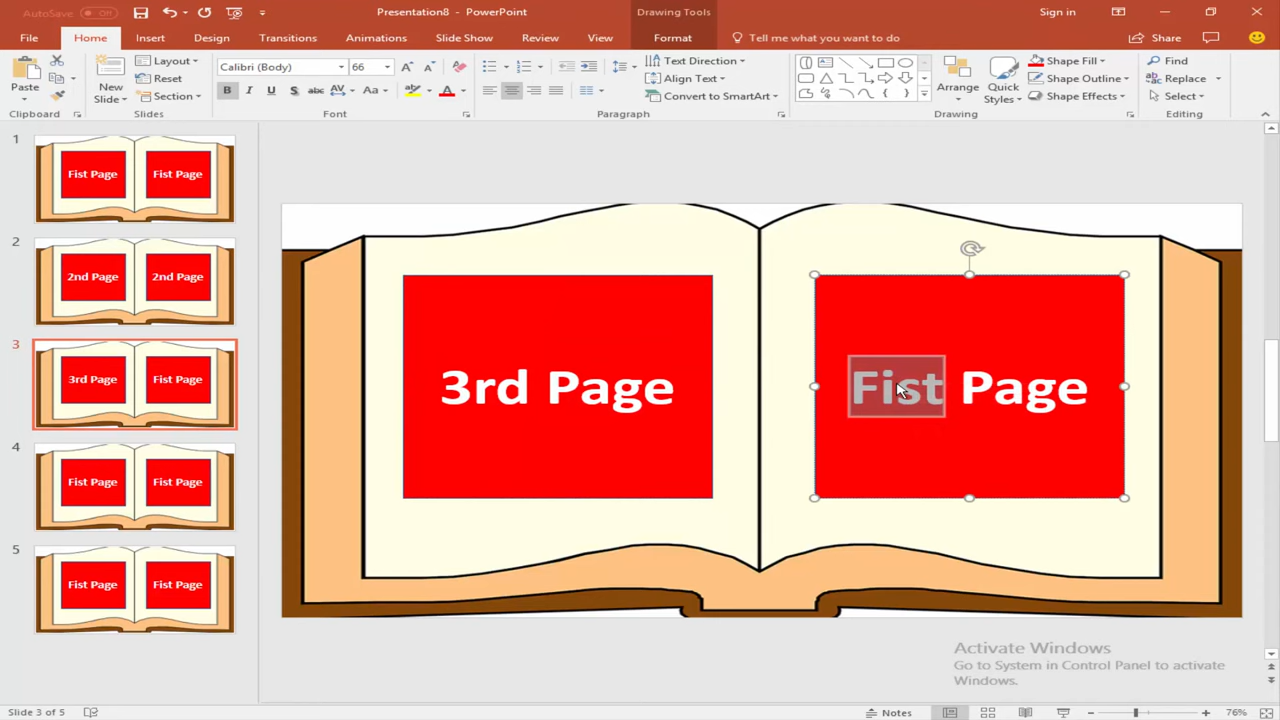 AutoSave Off
Presentation8 - PowerPoint
Drawing Tools
Sign in
File Home Insert Design Transitions Animations Slide Show Review View Format Tell me what you want to do Share
Paste
Clipboard
New Slide
Layout
Reset
Section
Slides
Calibri (Body) 66
A A
B I U S abc AV Aa A
Font
Text Direction
Align Text
Convert to SmartArt
Paragraph
Arrange
Quick Styles
Shape Fill
Shape Outline
Shape Effects
Drawing
Find
Replace
Select
Editing
1
Fist Page Fist Page
2
2nd Page 2nd Page
3
3rd Page Fist Page
4
Fist Page Fist Page
5
Fist Page Fist Page
3rd Page
Fist Page
Activate Windows
Go to System in Control Panel to activate
Windows.
Slide 3 of 5
Notes
76%